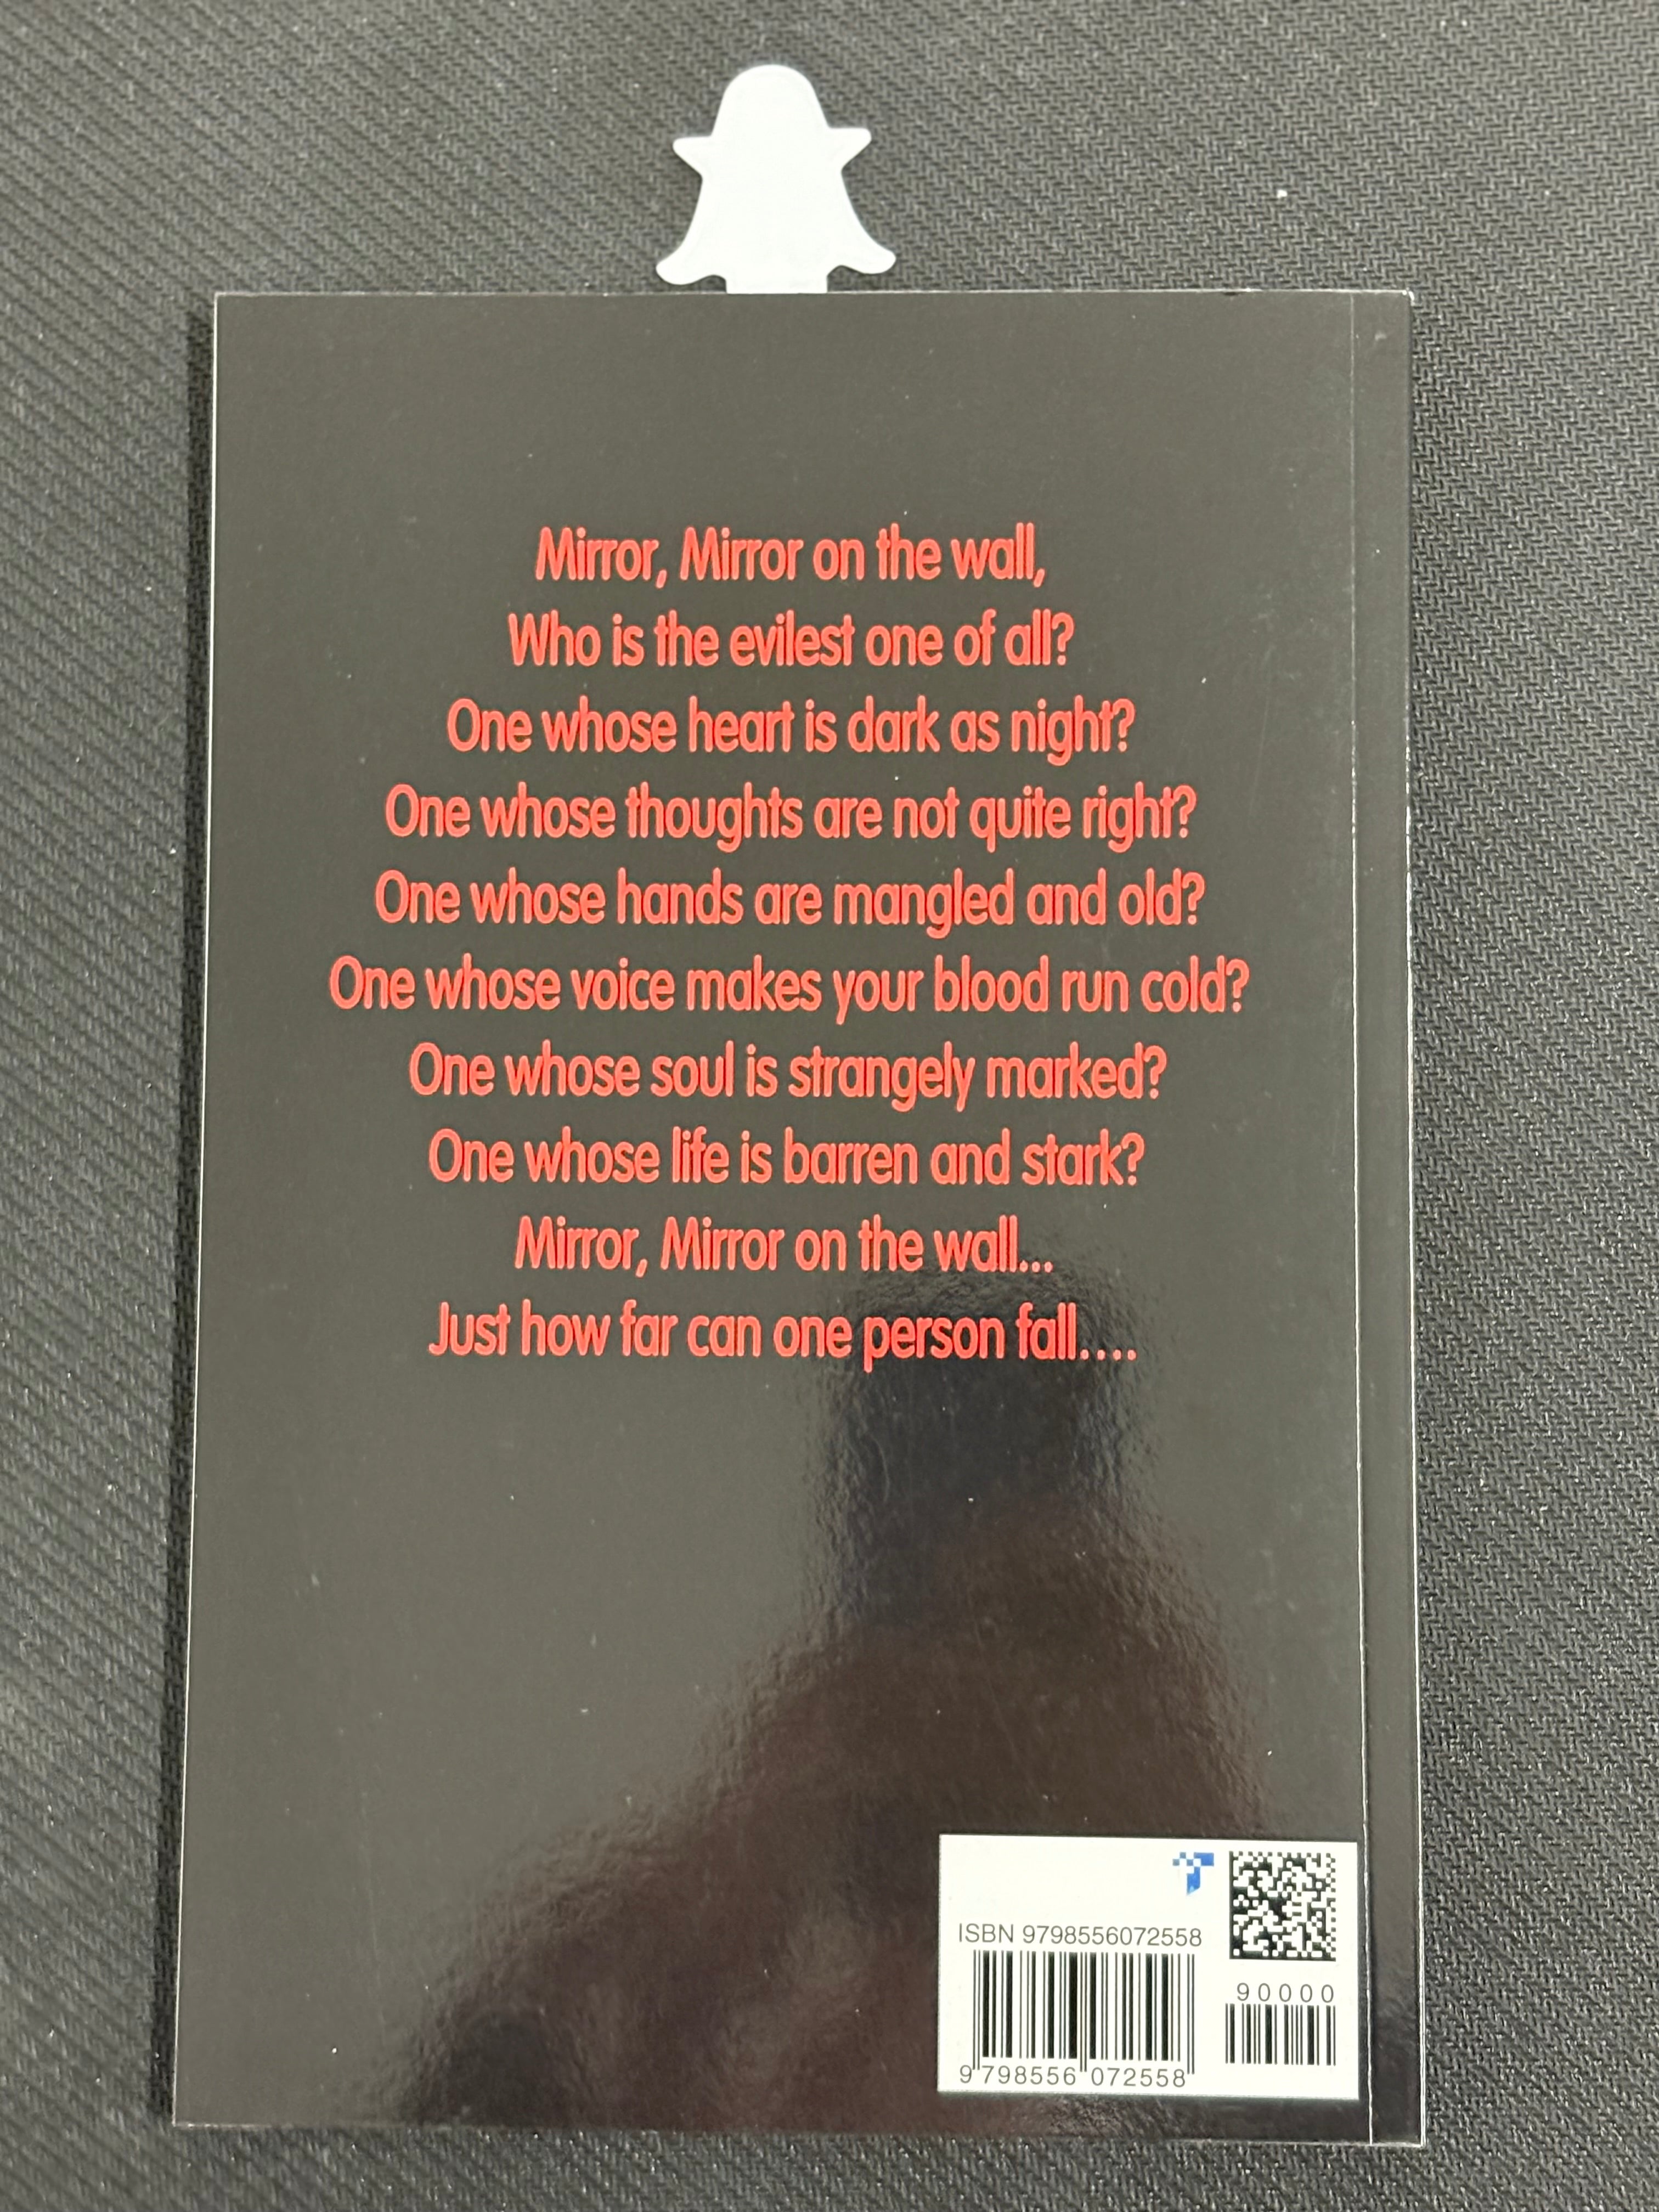 Mirror, Mirror on the wall,
Who is the evilest one of all?
One whose heart is dark as night?
One whose thoughts are not quite right?
One whose hands are mangled and old?
One whose voice makes your blood run cold?
One whose soul is strangely marked?
One whose life is barren and stark?
Mirror, Mirror on the wall...
Just how far can one person fall....
ISBN 9798556072558
90000
9 798556 072558